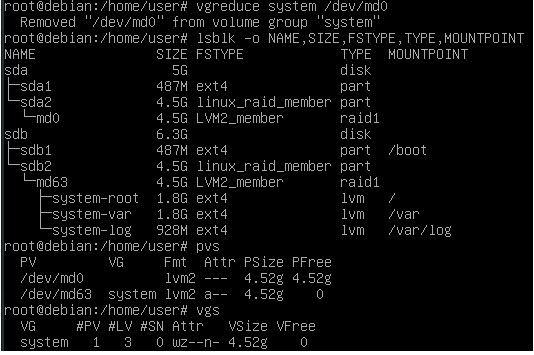 root@debian:/home/user# vgreduce system /dev/md0
  Removed "/dev/md0" from volume group "system"
root@debian:/home/user# lsblk -o NAME,SIZE,FSTYPE,TYPE,MOUNTPOINT
NAME                SIZE FSTYPE            TYPE  MOUNTPOINT
sda                   5G                   disk
├─sda1              487M ext4              part
└─sda2              4.5G linux_raid_member part
  └─md0             4.5G LVM2_member       raid1
sdb                 6.3G                   disk
├─sdb1              487M ext4              part  /boot
└─sdb2              4.5G linux_raid_member part
  └─md63            4.5G LVM2_member       raid1
    ├─system-root   1.8G ext4              lvm   /
    ├─system-var    1.8G ext4              lvm   /var
    └─system-log    928M ext4              lvm   /var/log
root@debian:/home/user# pvs
  PV         VG     Fmt  Attr PSize PFree
  /dev/md0          lvm2 ---  4.52g 4.52g
  /dev/md63  system lvm2 a--  4.52g    0
root@debian:/home/user# vgs
  VG     #PV #LV #SN Attr   VSize VFree
  system   1   3   0 wz--n- 4.52g    0